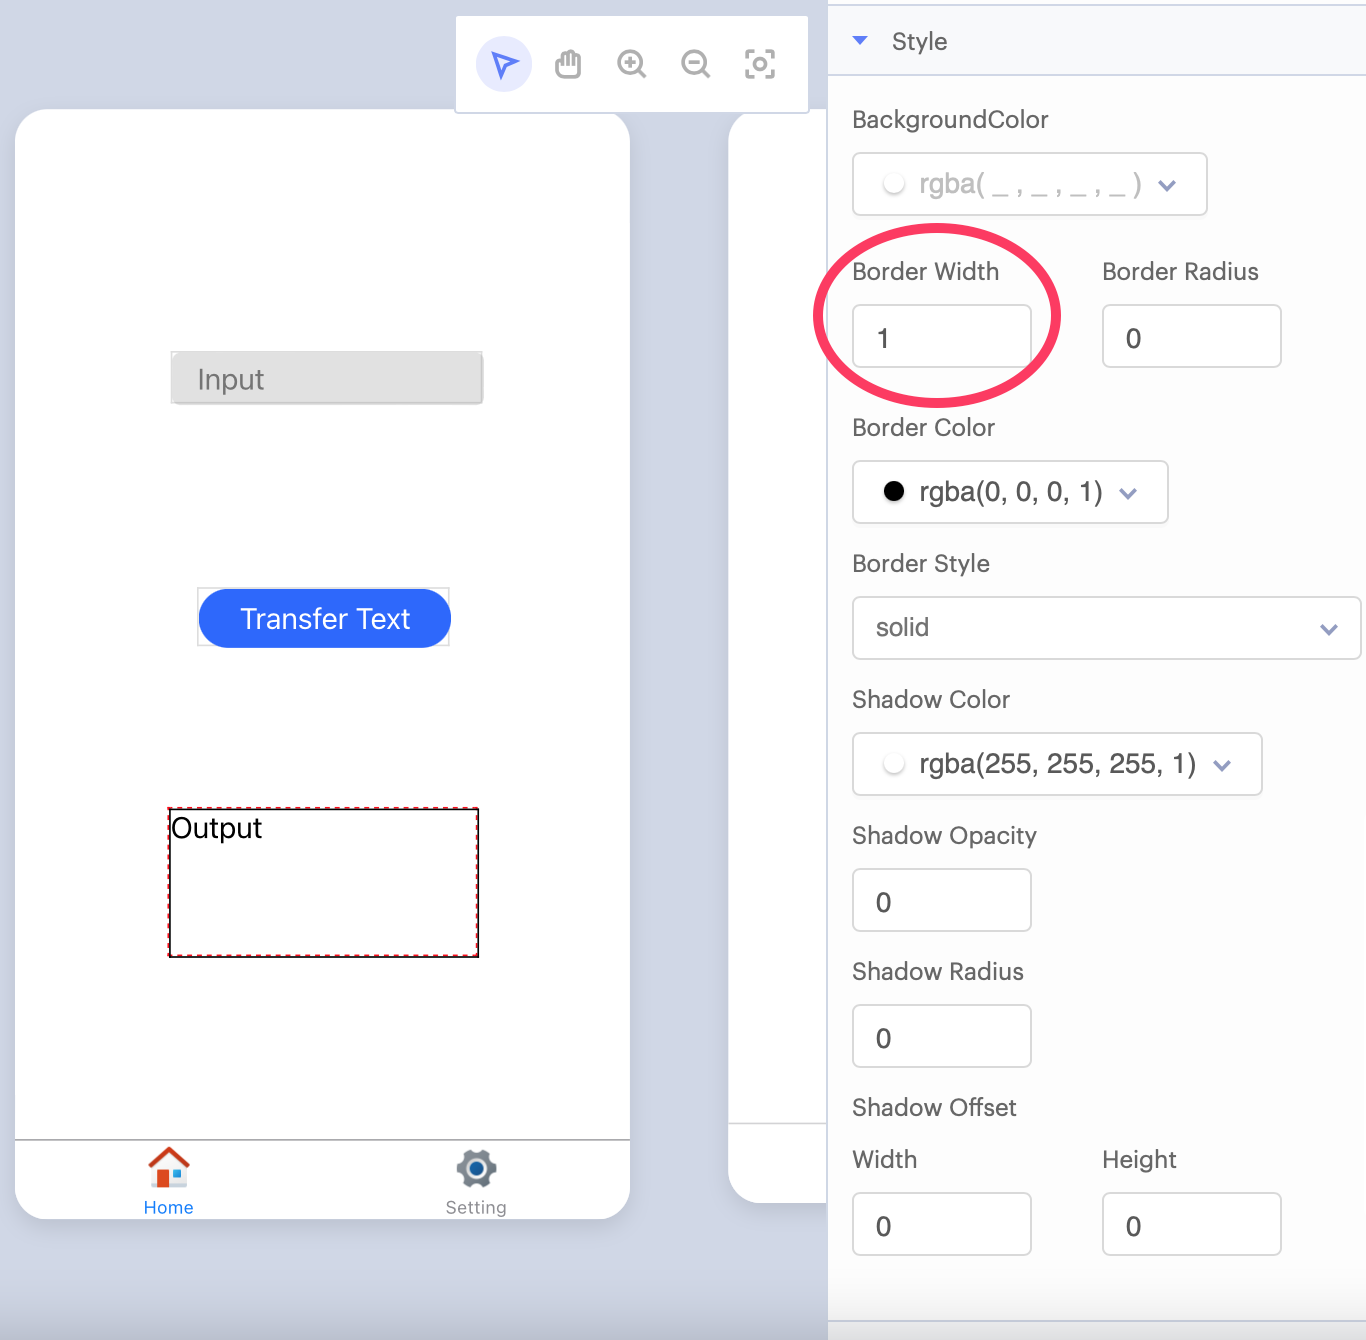 Style
BackgroundColor
rgba( _ , _ , _ , _ )
Border Width
Border Radius
1
0
Border Color
rgba(0, 0, 0, 1)
Border Style
solid
Shadow Color
rgba(255, 255, 255, 1)
Shadow Opacity
0
Shadow Radius
0
Shadow Offset
Width
Height
0
0
Input
Transfer Text
Output
Home
Setting